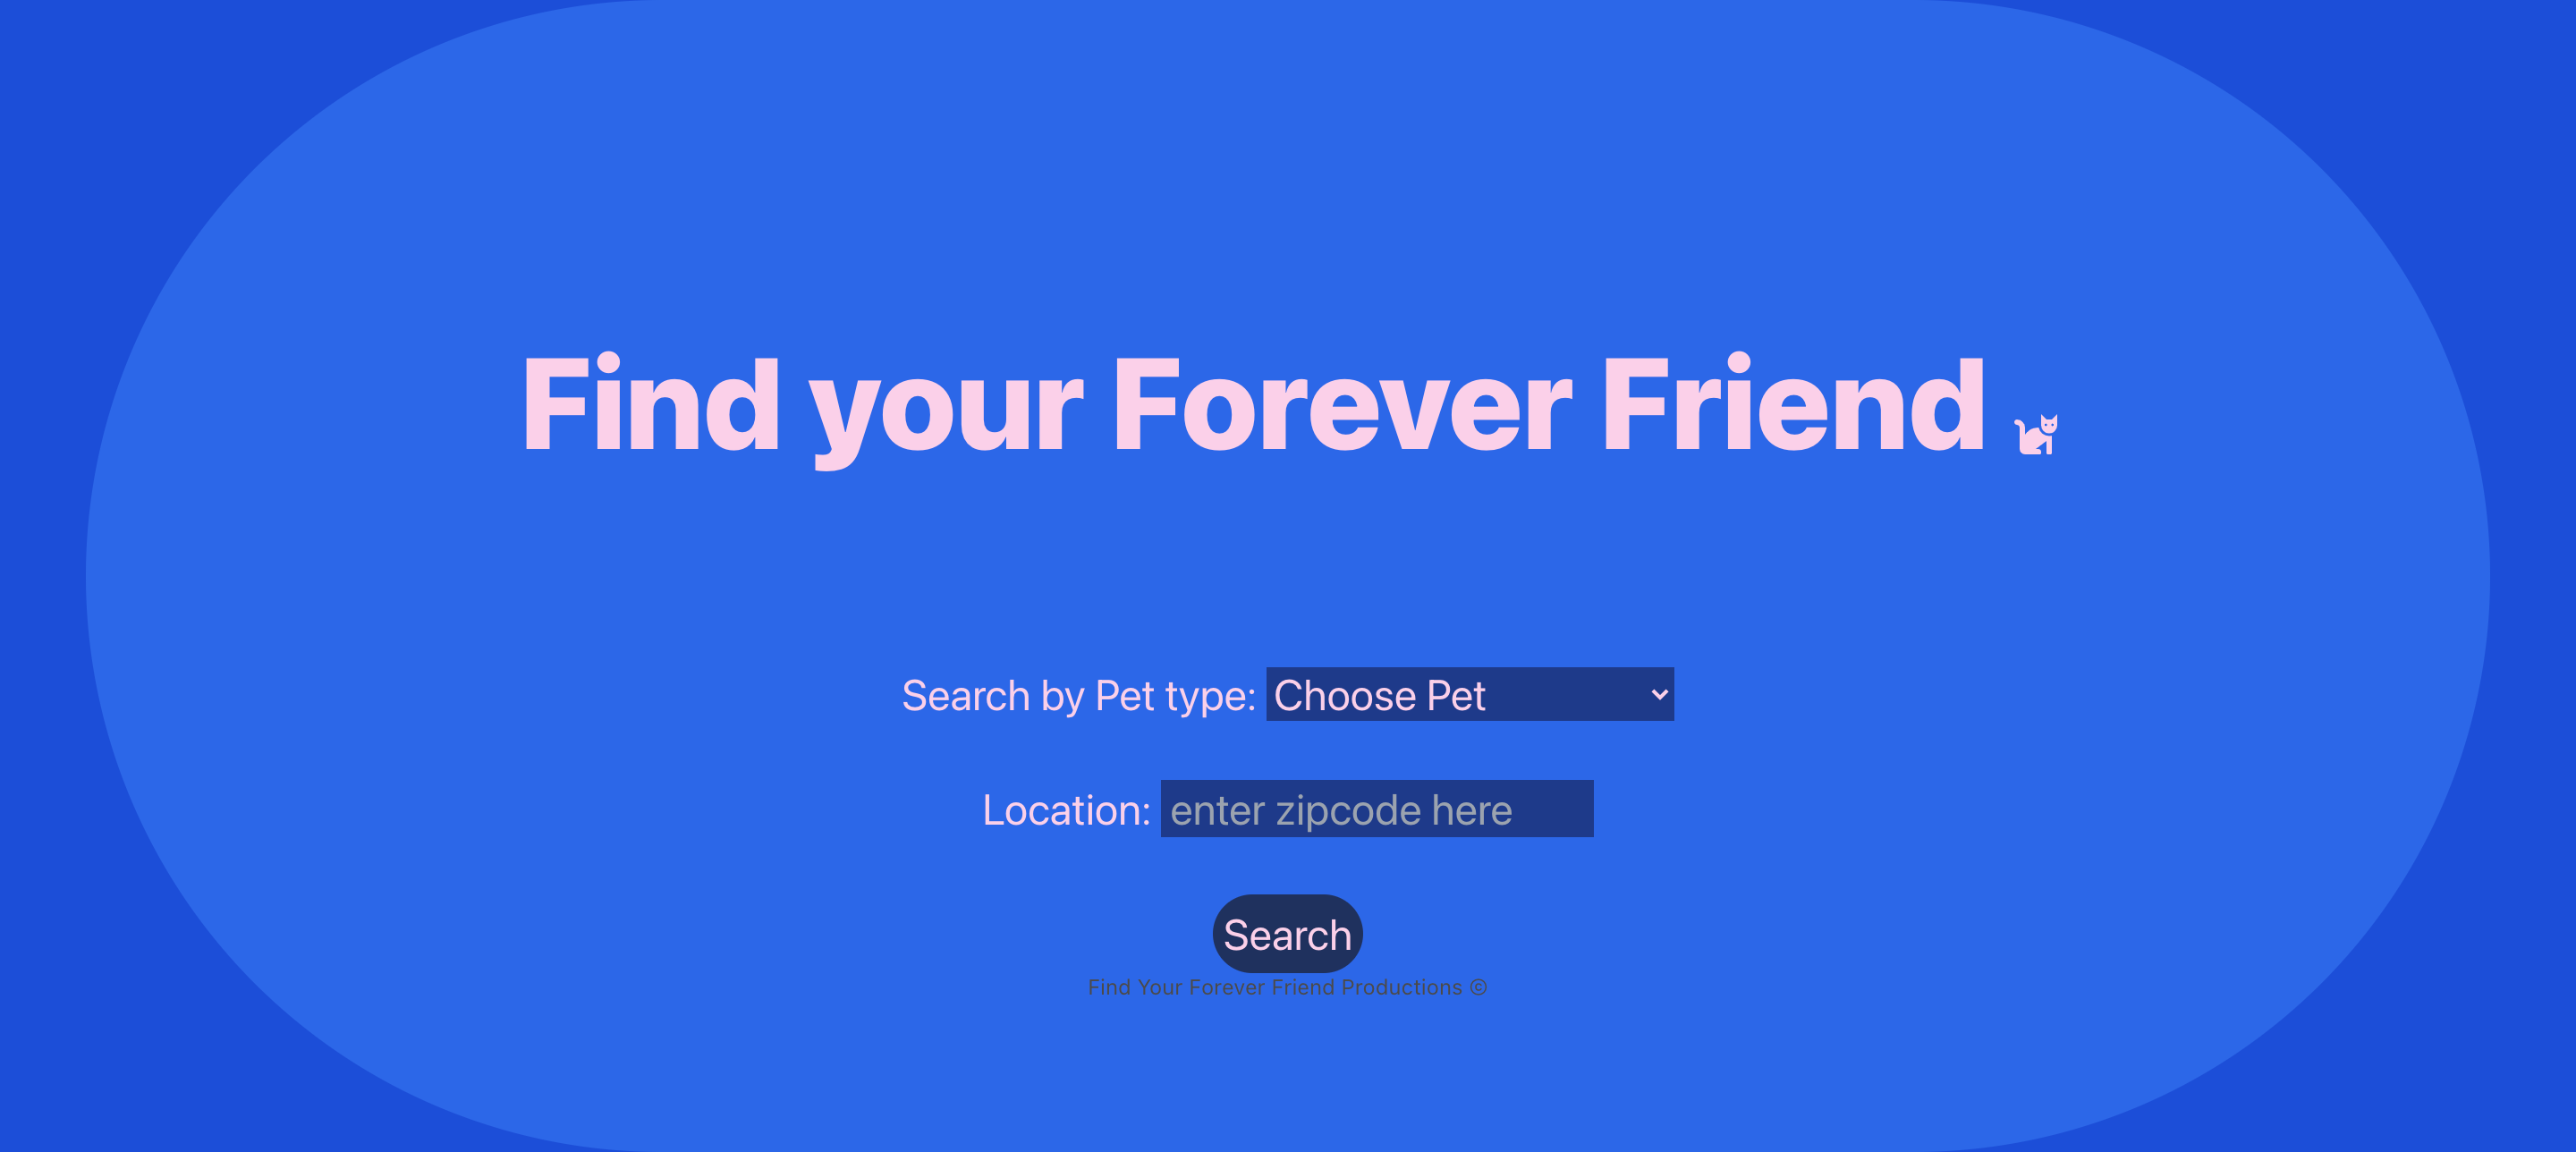 Find your Forever Friend
Search by Pet type: Choose Pet
Location: enter zipcode here
Search
Find Your Forever Friend Productions ©